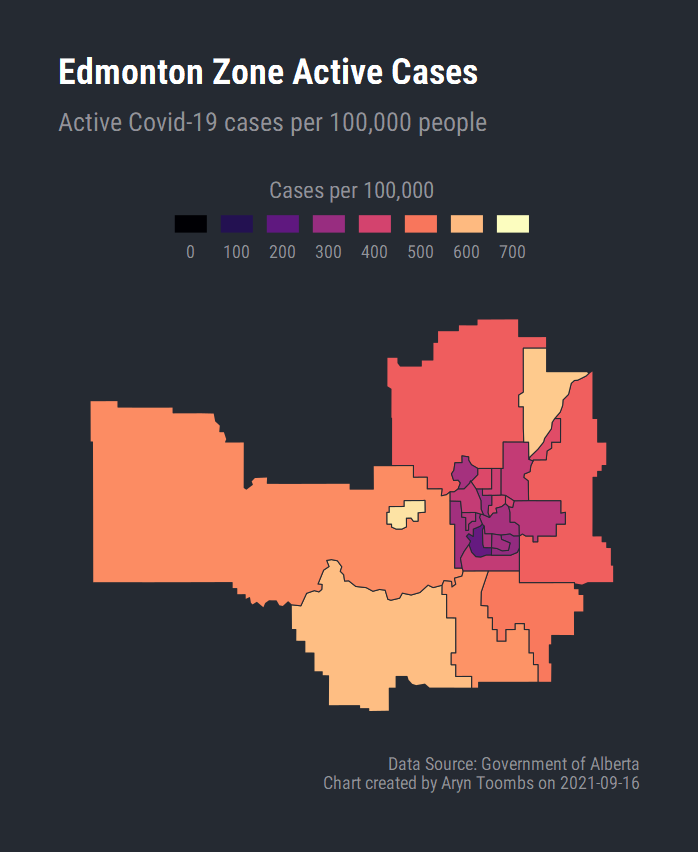 Edmonton Zone Active Cases
Active Covid-19 cases per 100,000 people
Cases per 100,000
0 100 200 300 400 500 600 700
Data Source: Government of Alberta
Chart created by Aryn Toombs on 2021-09-16